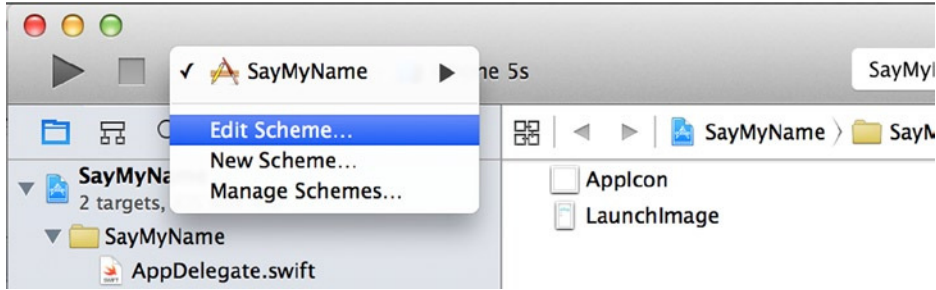 ✓ SayMyName
ne 5s
SayMy
Edit Scheme...
New Scheme...
Manage Schemes...
SayMyName
SayM
SayMyNa
2 targets,
SayMyName
AppDelegate.swift
AppIcon
LaunchImage